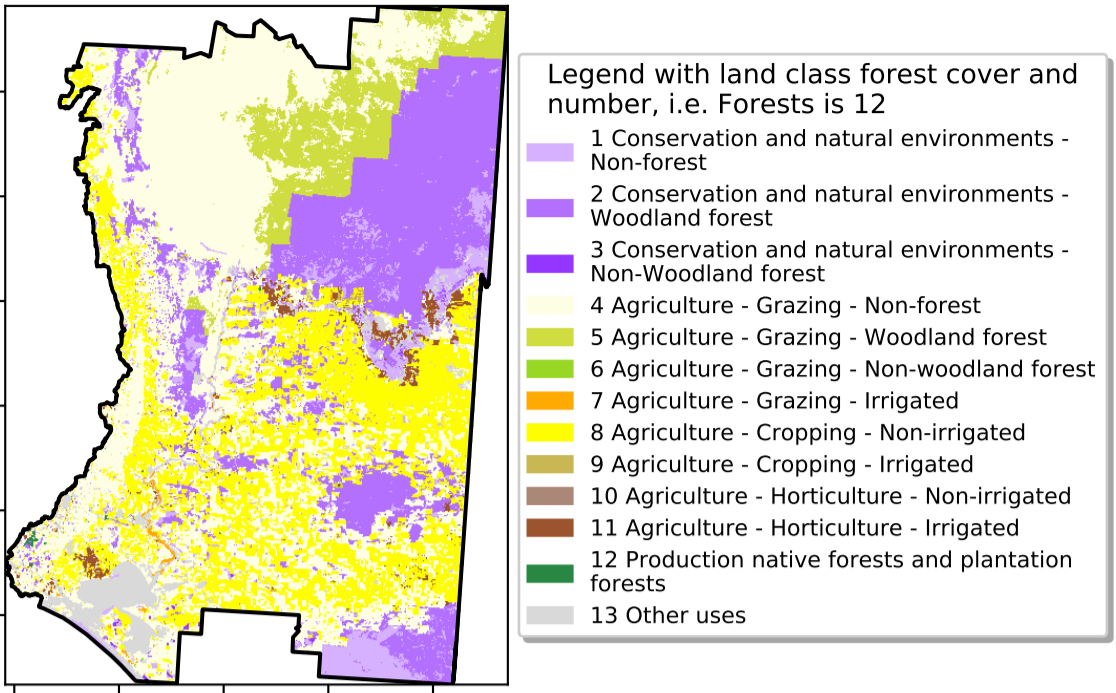 Legend with land class forest cover and
number, i.e. Forests is 12
1 Conservation and natural environments -
Non-forest
2 Conservation and natural environments -
Woodland forest
3 Conservation and natural environments -
Non-Woodland forest
4 Agriculture - Grazing - Non-forest
5 Agriculture - Grazing - Woodland forest
6 Agriculture - Grazing - Non-woodland forest
7 Agriculture - Grazing - Irrigated
8 Agriculture - Cropping - Non-irrigated
9 Agriculture - Cropping - Irrigated
10 Agriculture - Horticulture - Non-irrigated
11 Agriculture - Horticulture - Irrigated
12 Production native forests and plantation
forests
13 Other uses